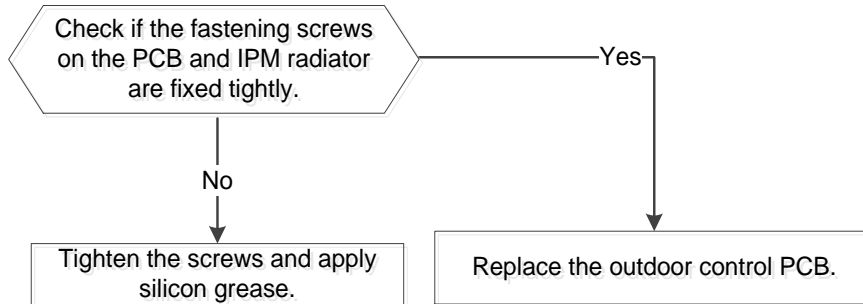 Check if the fastening screws
on the PCB and IPM radiator
are fixed tightly.
Yes
No
Tighten the screws and apply
silicon grease.
Replace the outdoor control PCB.